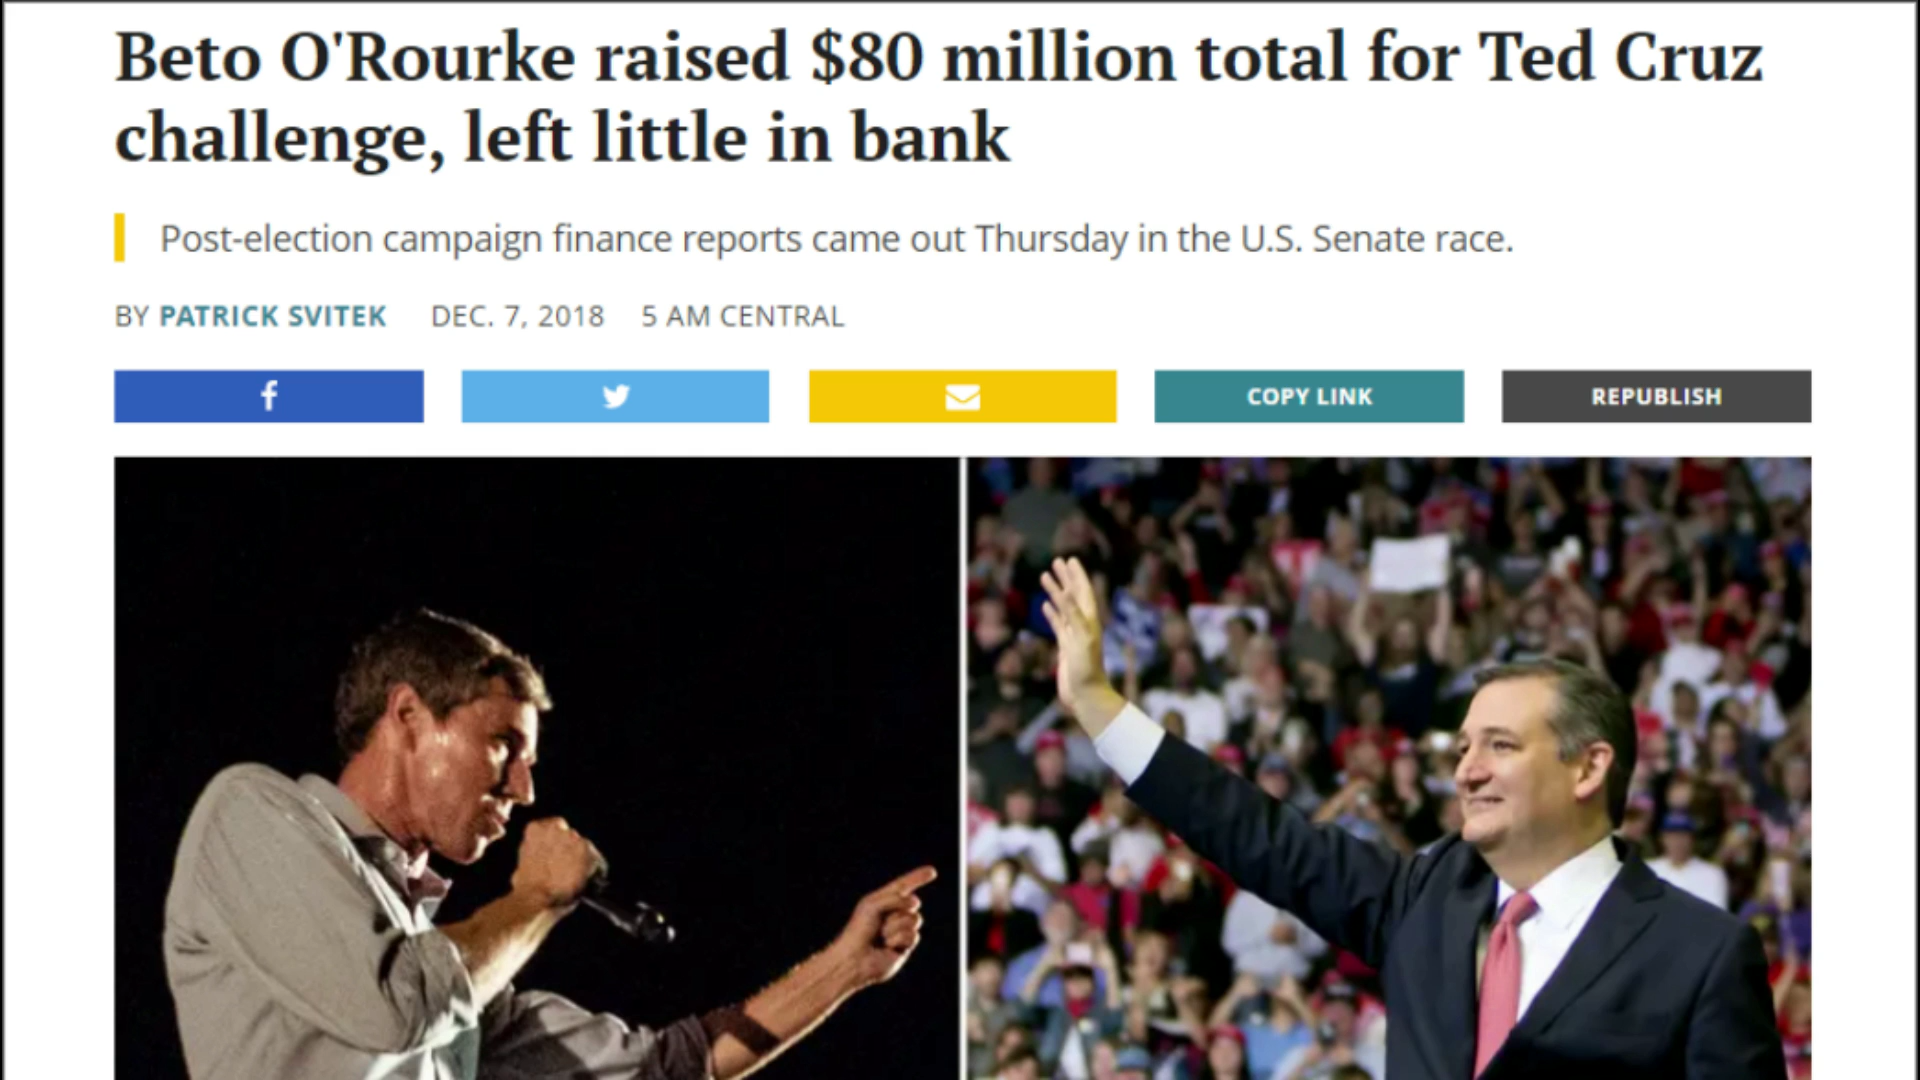 Beto O'Rourke raised $80 million total for Ted Cruz
challenge, left little in bank
Post-election campaign finance reports came out Thursday in the U.S. Senate race.
BY PATRICK SVITEK DEC. 7, 2018 5 AM CENTRAL
COPY LINK REPUBLISH